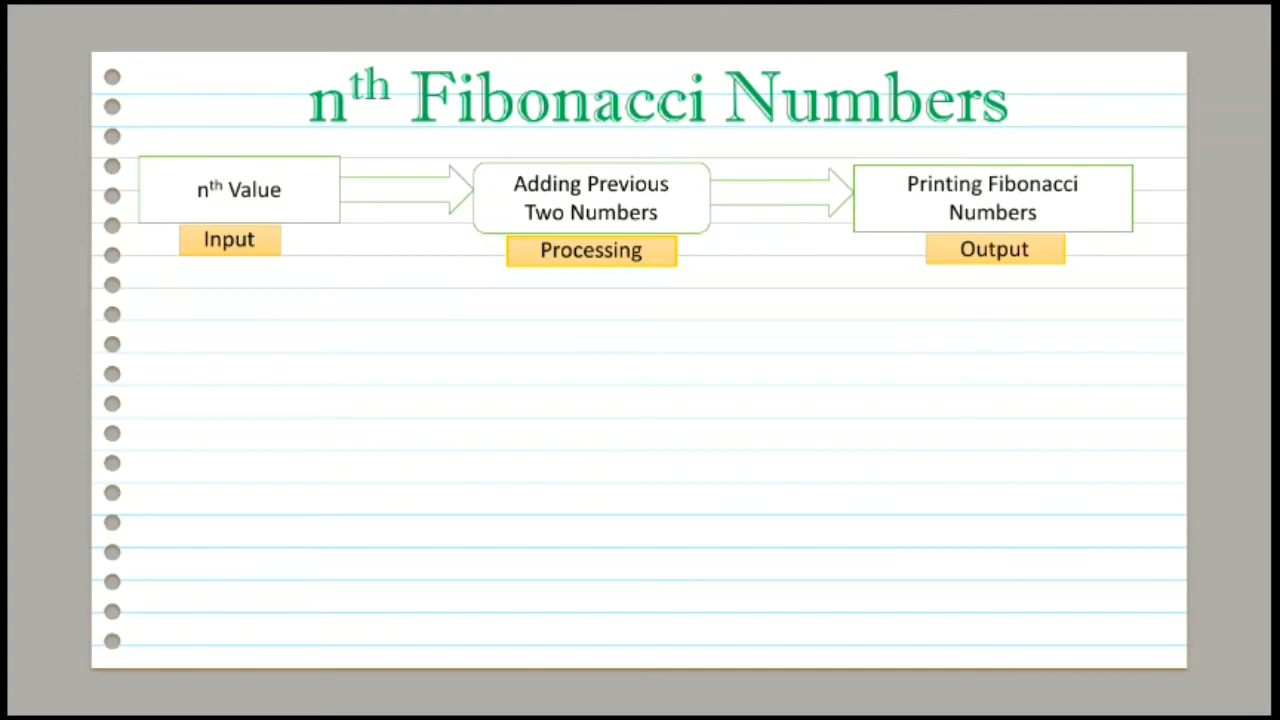 nᵗʰ Fibonacci Numbers
nᵗʰ Value
Input
Adding Previous
Two Numbers
Processing
Printing Fibonacci
Numbers
Output